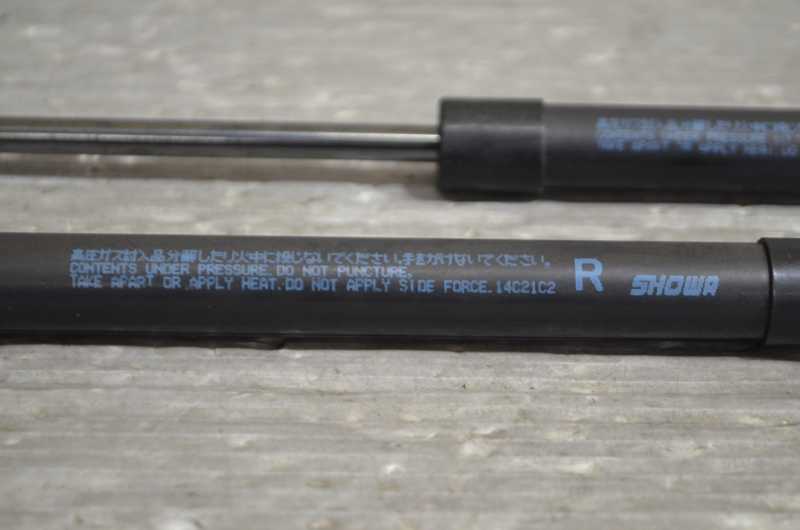 高圧ガス封入品分解したり火中に投じないでください。手を加けないでください。
CONTENTS UNDER PRESSURE.DO NOT PUNCTURE.
TAKE APART OR APPLY HEAT.DO NOT APPLY SIDE FORCE.14C21C2
R
SHOWA